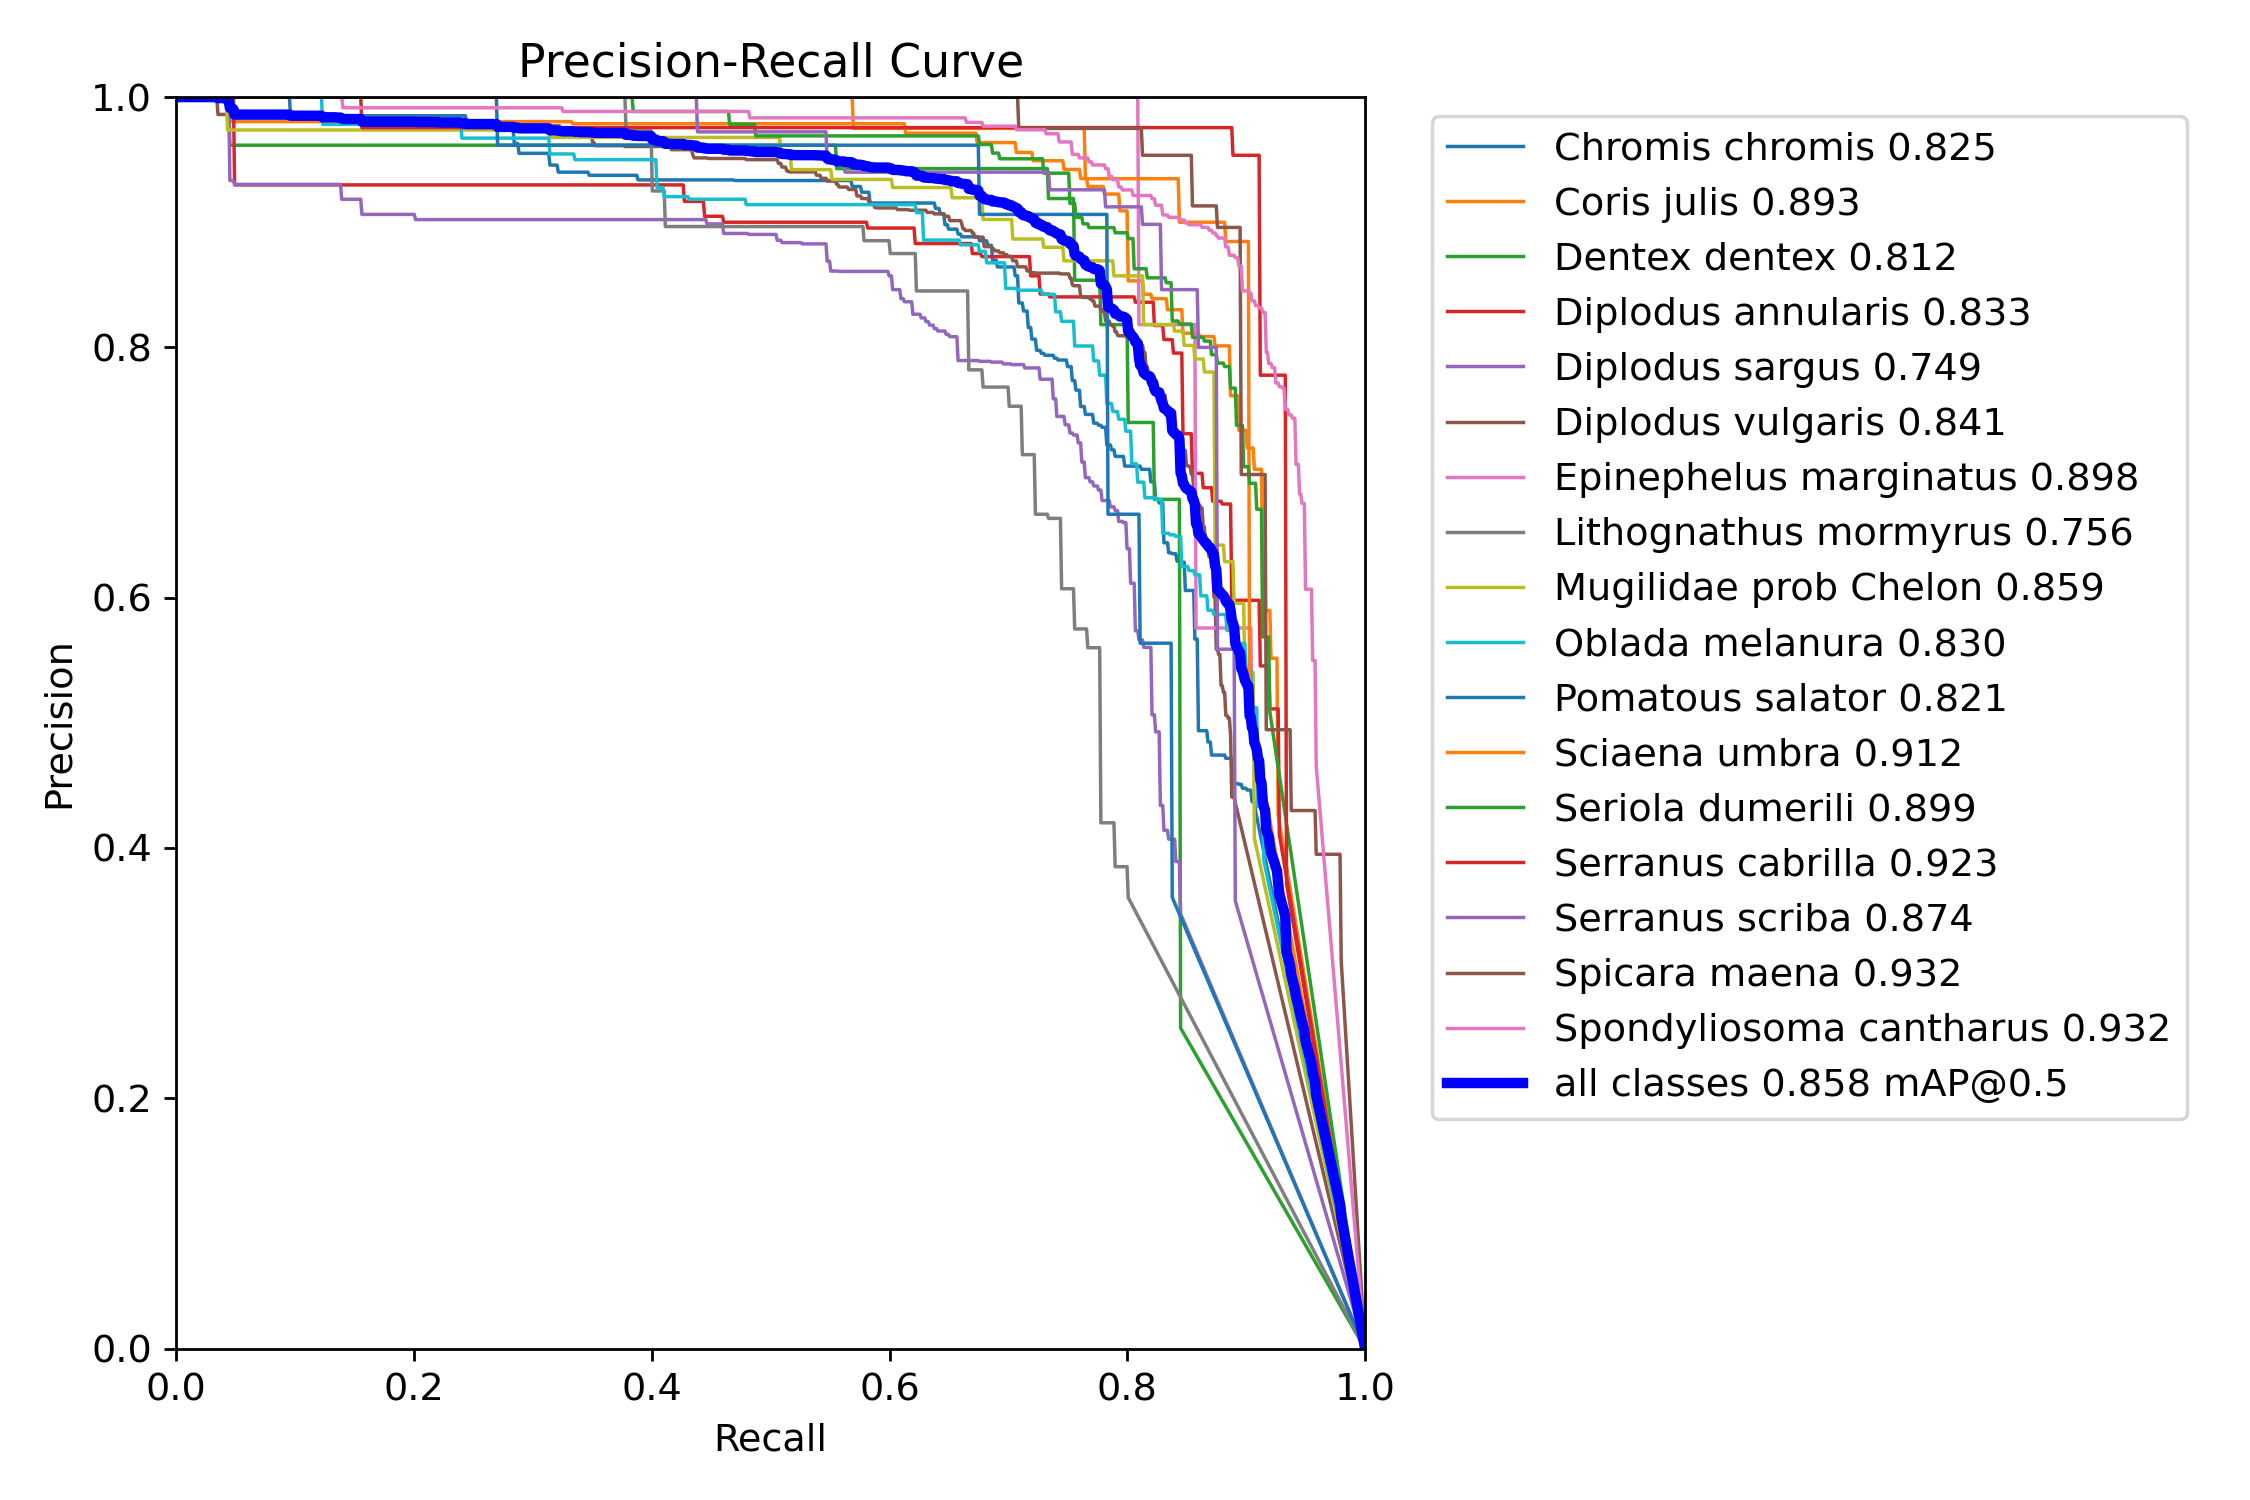 Precision-Recall Curve
1.0
0.8
0.6
0.4
0.2
0.0
Precision
0.0 0.2 0.4 0.6 0.8 1.0
Recall
Chromis chromis 0.825
Coris julis 0.893
Dentex dentex 0.812
Diplodus annularis 0.833
Diplodus sargus 0.749
Diplodus vulgaris 0.841
Epinephelus marginatus 0.898
Lithognathus mormyrus 0.756
Mugilidae prob Chelon 0.859
Oblada melanura 0.830
Pomatous salator 0.821
Sciaena umbra 0.912
Seriola dumerili 0.899
Serranus cabrilla 0.923
Serranus scriba 0.874
Spicara maena 0.932
Spondyliosoma cantharus 0.932
all classes 0.858 mAP@0.5